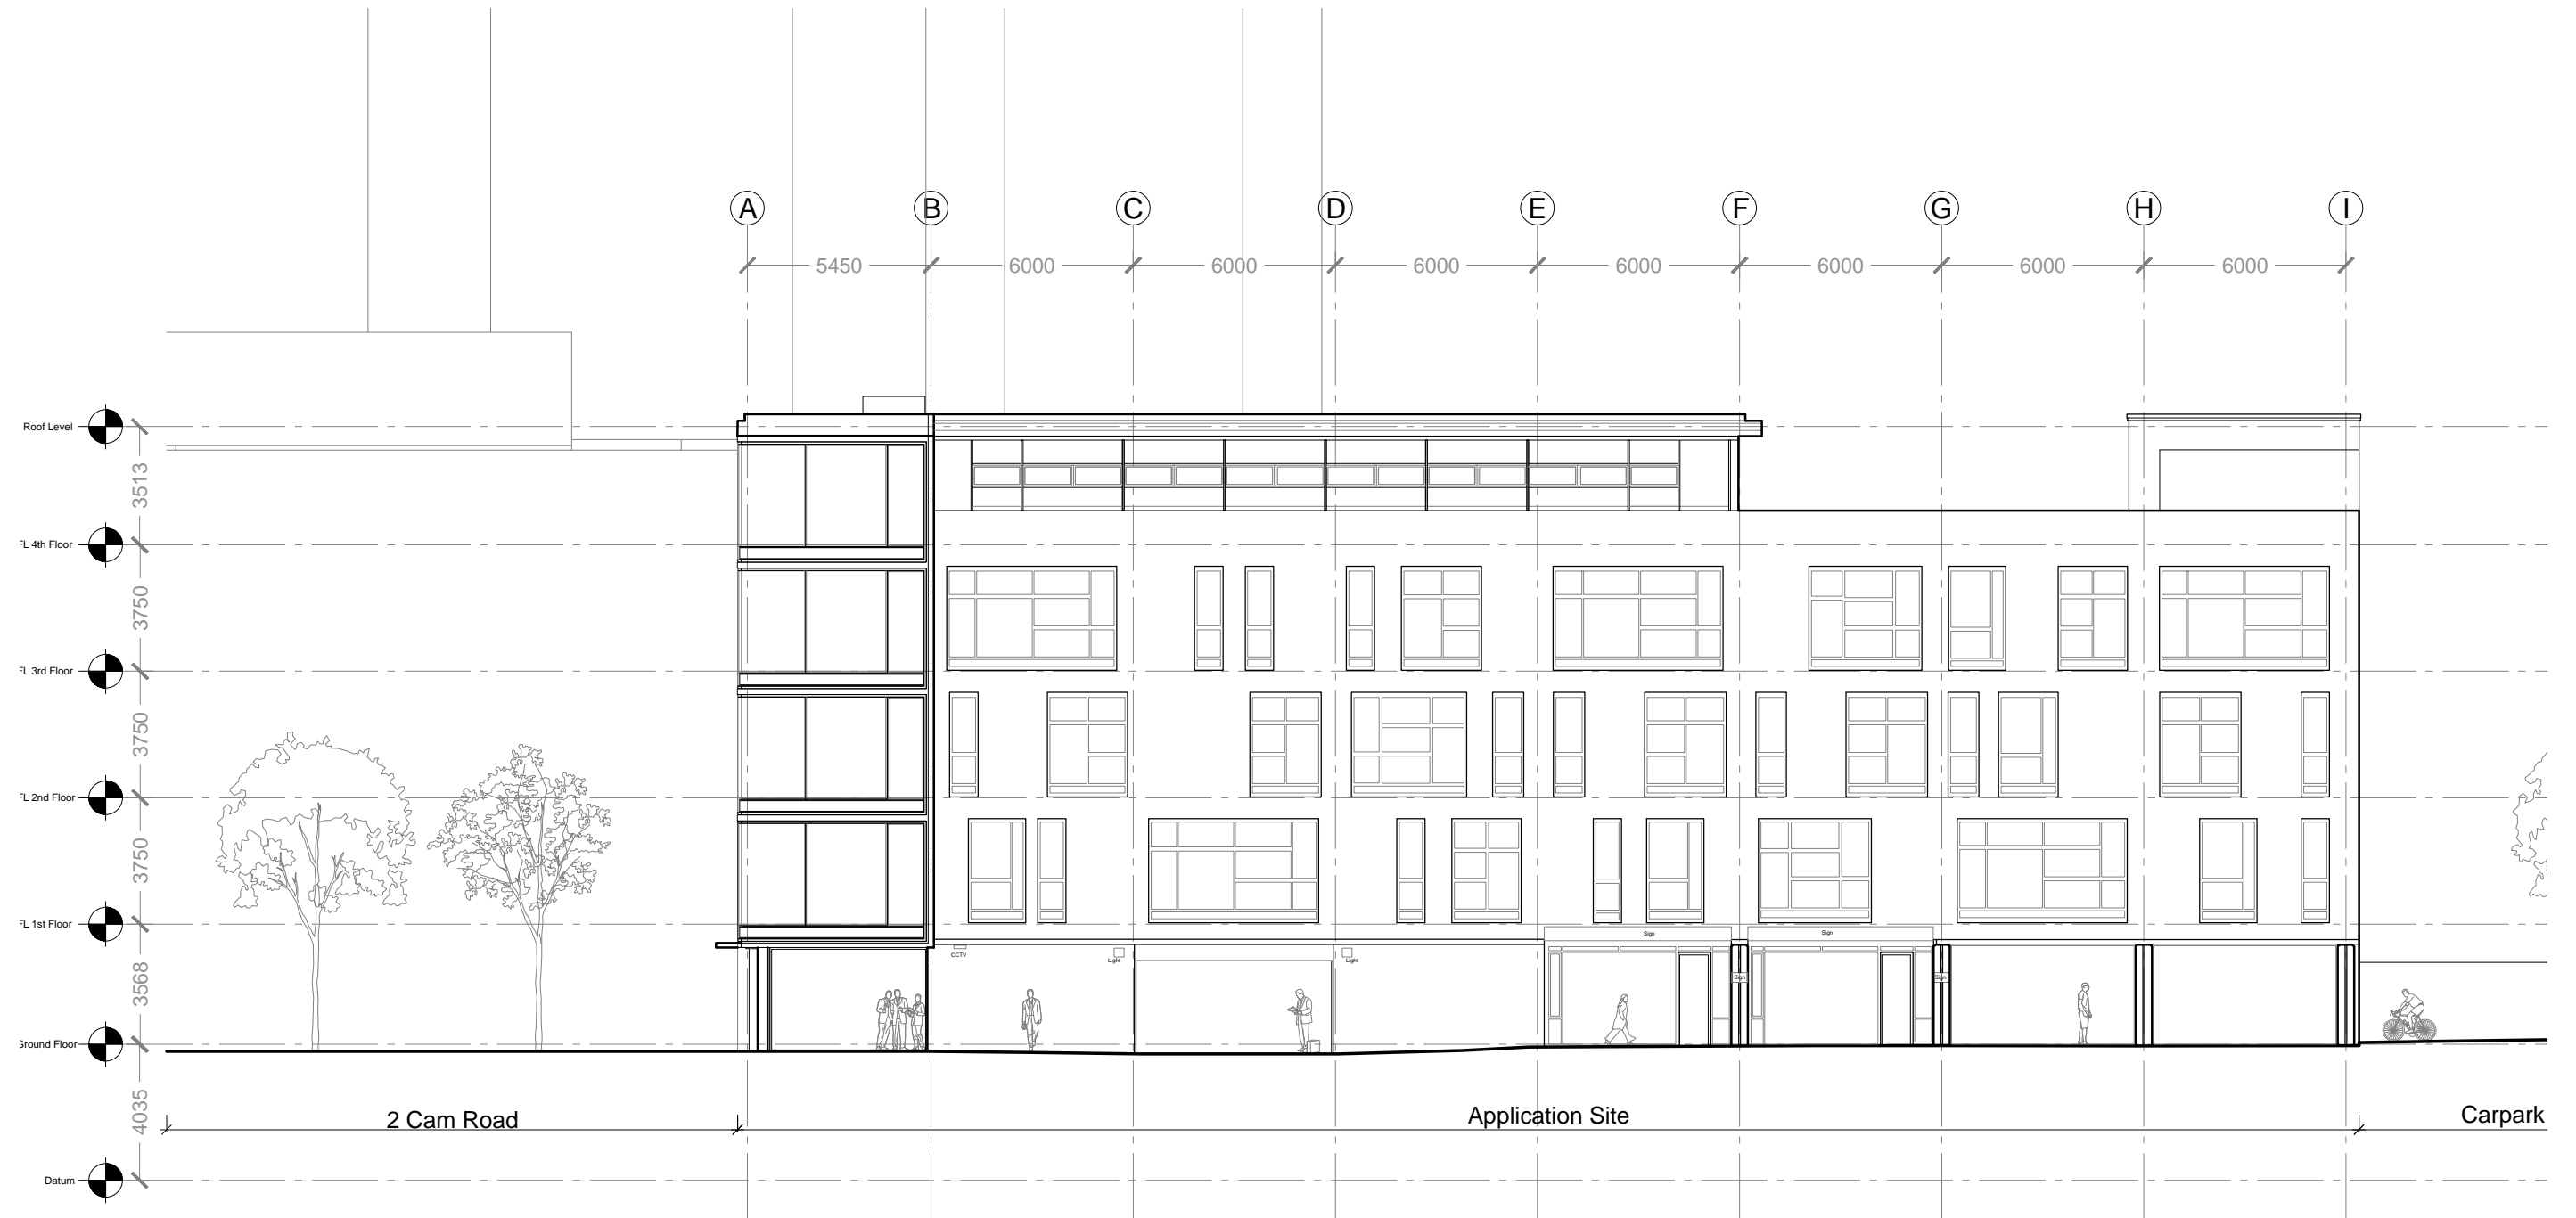 A B C D E F G H I
5450 6000 6000 6000 6000 6000 6000 6000
Roof Level
3513
FL 4th Floor
3750
FL 3rd Floor
3750
FL 2nd Floor
3750
FL 1st Floor
Sign Sign
CCTV Light Light
3568
Sign Sign
Ground Floor
4035
2 Cam Road Application Site Carpark
Datum